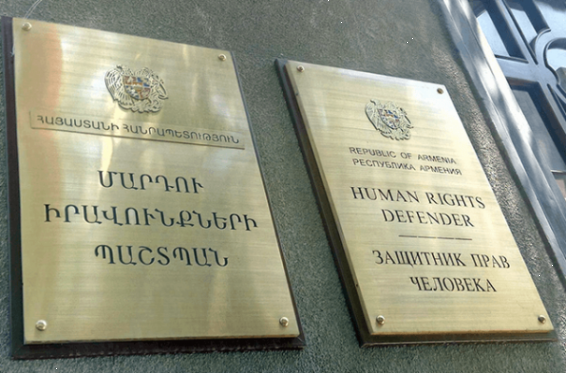 ՀԱՅԱՍՏԱՆԻ ՀԱՆՐԱՊԵՏՈՒԹՅՈՒՆ
ՄԱՐԴՈՒ
ԻՐԱՎՈՒՆՔՆԵՐԻ
ՊԱՇՏՊԱՆ
REPUBLIC OF ARMENIA
РЕСПУБЛИКА АРМЕНИЯ
HUMAN RIGHTS
DEFENDER
ЗАЩИТНИК ПРАВ
ЧЕЛОВЕКА